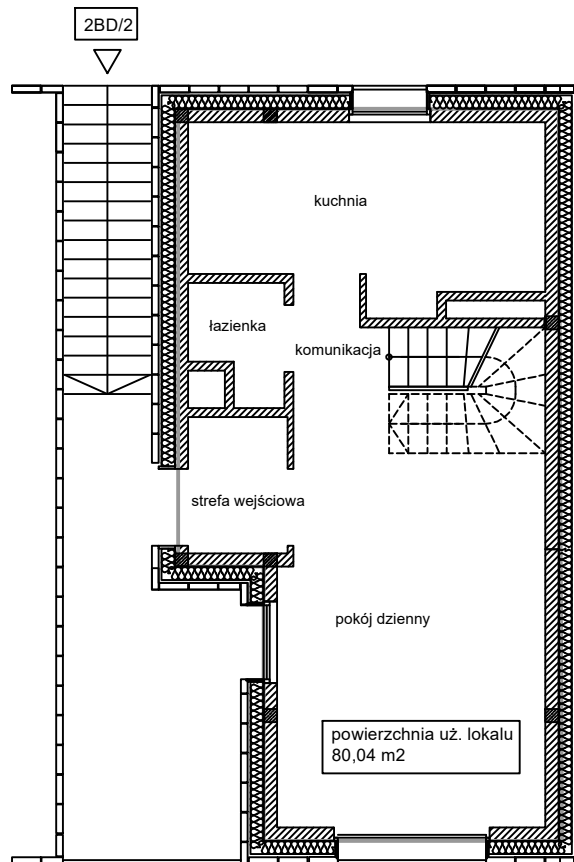 2BD/2
kuchnia
łazienka
komunikacja
strefa wejściowa
pokój dzienny
powierzchnia uż. lokalu
80,04 m2